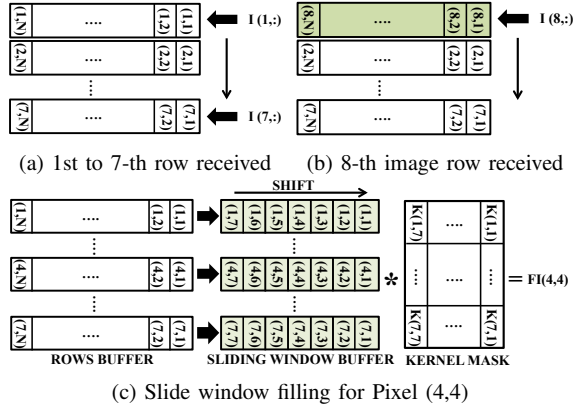 (1,N) .... (1,2) (1,1) I (1,:)
(2,N) .... (2,2) (2,1)
(7,N) .... (7,2) (7,1) I (7,:)
(a) 1st to 7-th row received
(8,N) .... (8,2) (8,1) I (8,:)
(2,N) .... (2,2) (2,1)
(7,N) .... (7,2) (7,1)
(b) 8-th image row received
SHIFT
(1,N) .... (1,2) (1,1) (1,7) (1,6) (1,5) (1,4) (1,3) (1,2) (1,1) K(1,7) .... K(1,1)
(4,N) .... (4,2) (4,1) (4,7) (4,6) (4,5) (4,4) (4,3) (4,2) (4,1) * .... = FI(4,4)
(7,N) .... (7,2) (7,1) (7,7) (7,6) (7,5) (7,4) (7,3) (7,2) (7,1) K(7,7) .... K(7,1)
ROWS BUFFER SLIDING WINDOW BUFFER KERNEL MASK
(c) Slide window filling for Pixel (4,4)